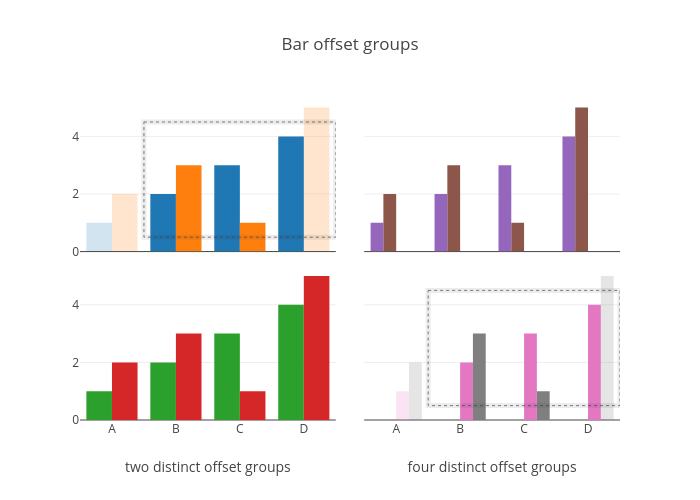 Bar offset groups
4
2
0
4
2
0
A B C D
A B C D
two distinct offset groups
four distinct offset groups